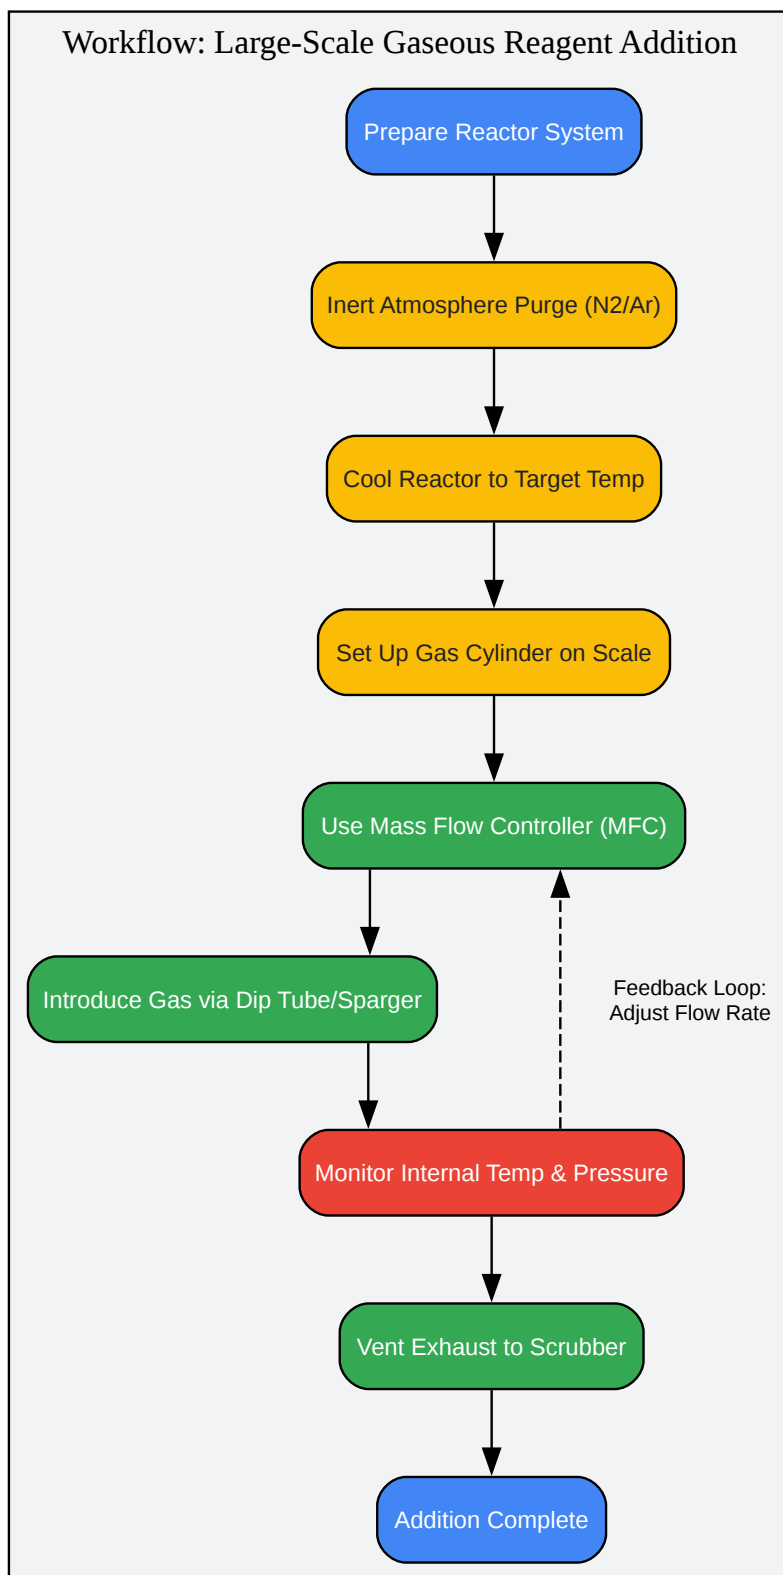 Workflow: Large-Scale Gaseous Reagent Addition
Prepare Reactor System
Inert Atmosphere Purge (N2/Ar)
Cool Reactor to Target Temp
Set Up Gas Cylinder on Scale
Use Mass Flow Controller (MFC)
Introduce Gas via Dip Tube/Sparger
Feedback Loop:
Adjust Flow Rate
Monitor Internal Temp & Pressure
Vent Exhaust to Scrubber
Addition Complete